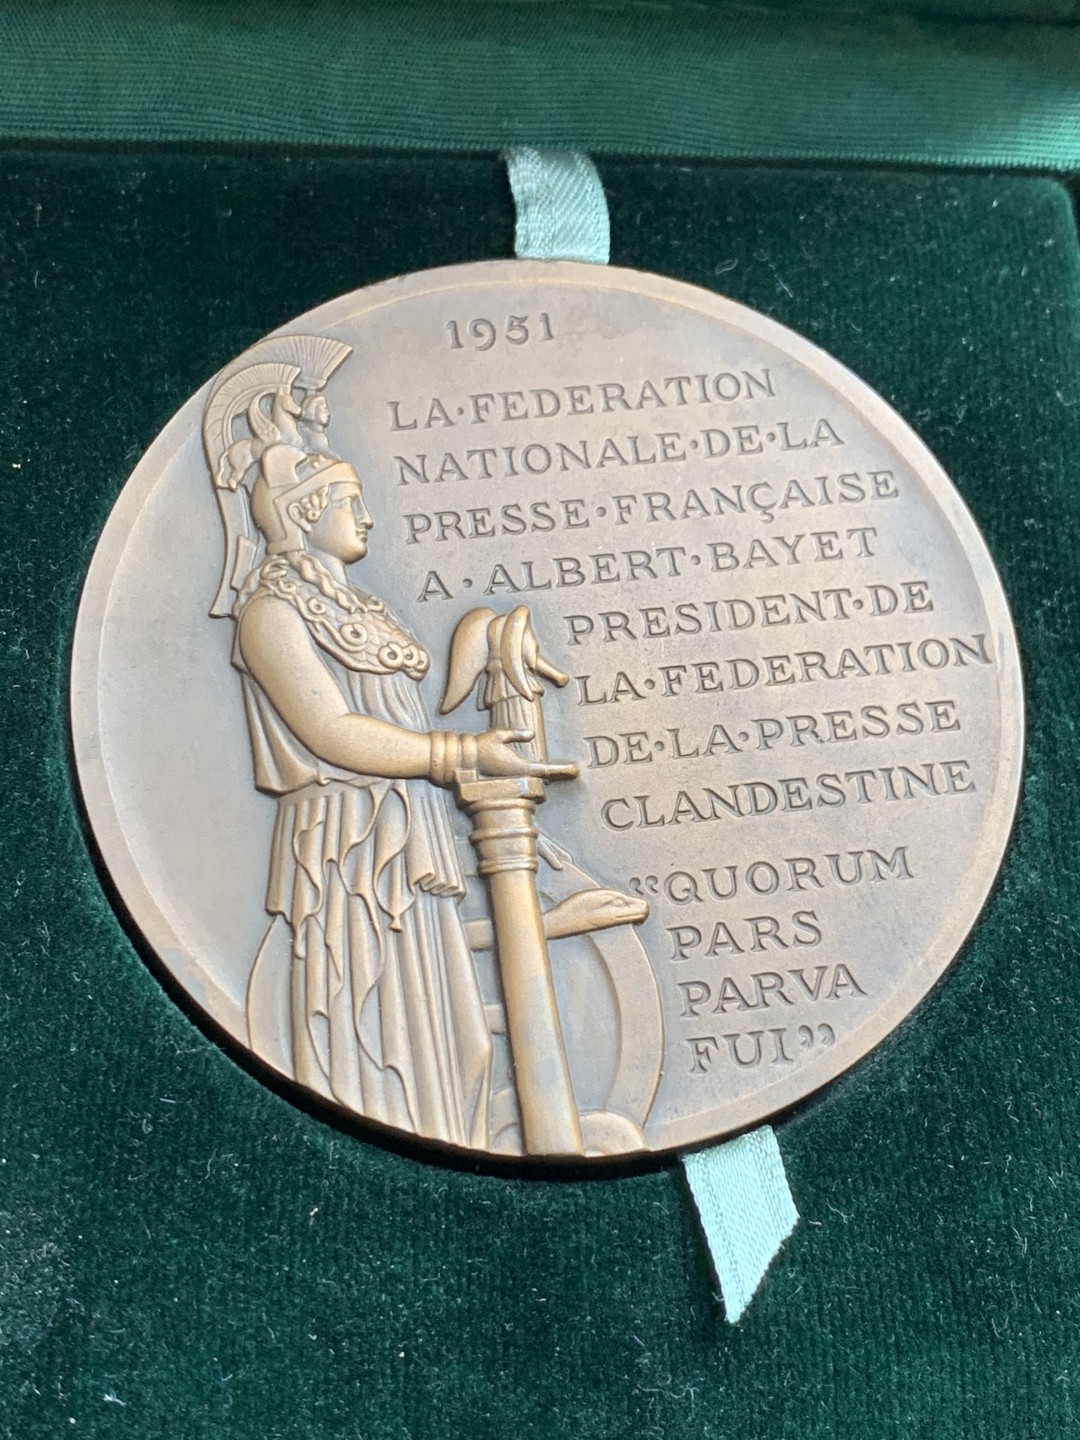 1951
LA·FEDERATION
NATIONALE·DE·LA
PRESSE·FRANÇAISE
A·ALBERT·BAYET
PRESIDENT·DE
LA·FEDERATION
DE·LA·PRESSE
CLANDESTINE
“QUORUM
PARS
PARVA
FUI”